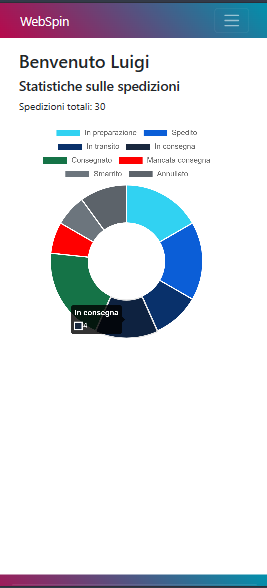 WebSpin
Benvenuto Luigi
Statistiche sulle spedizioni
Spedizioni totali: 30
In preparazione Spedito
In transito In consegna
Consegnato Mancata consegna
Smarrito Annullato
In consegna
4